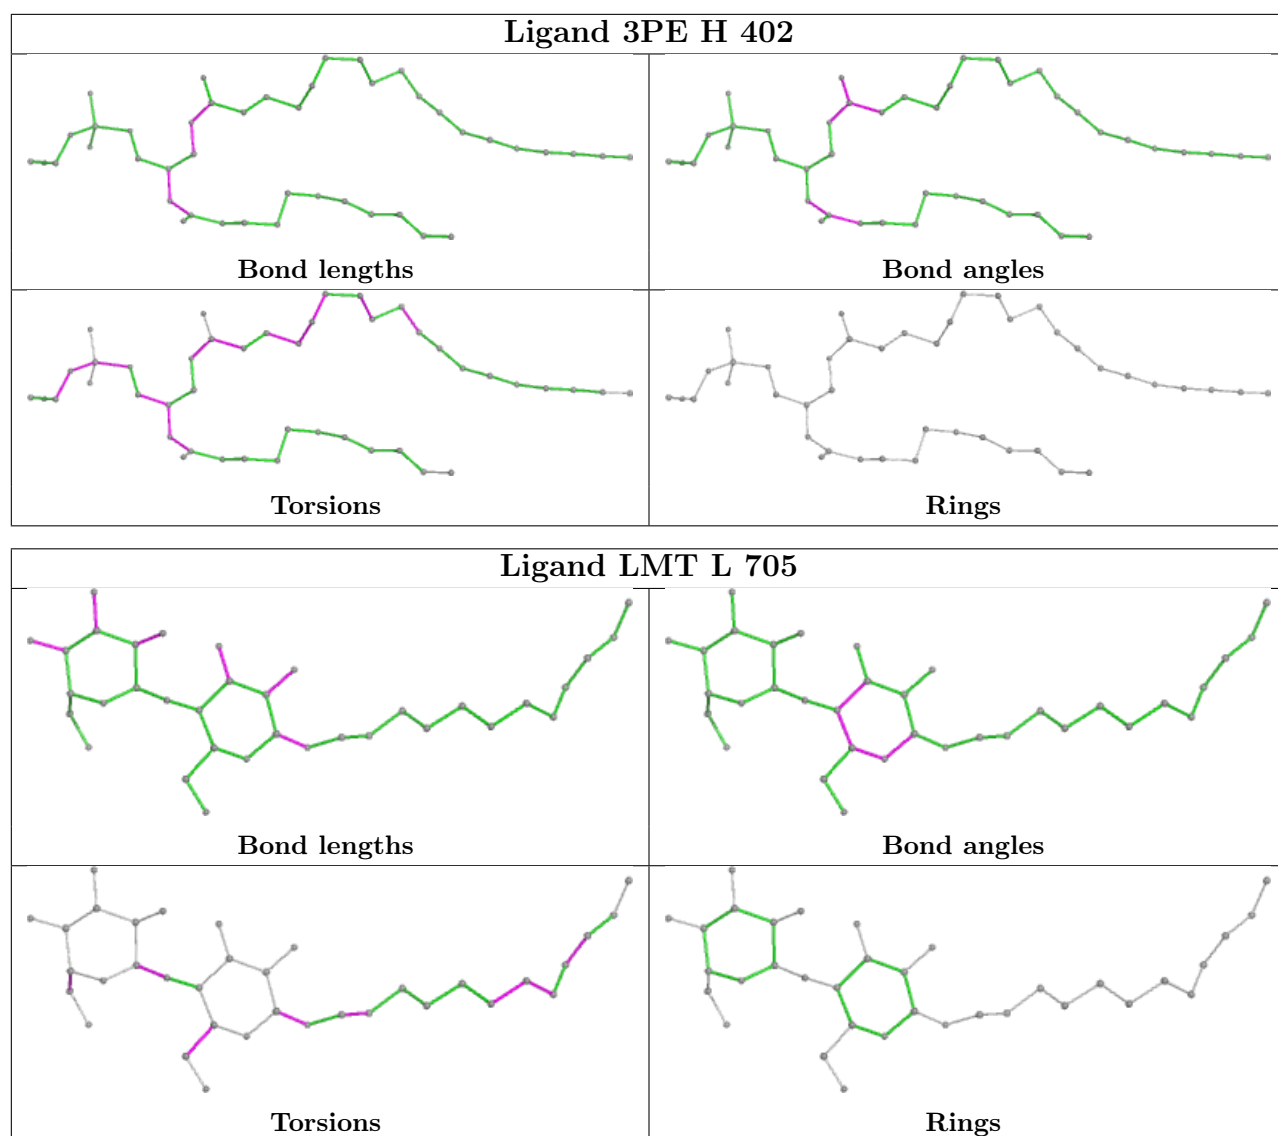 Ligand 3PE H 402
Bond lengths
Bond angles
Torsions
Rings
Ligand LMT L 705
Bond lengths
Bond angles
Torsions
Rings